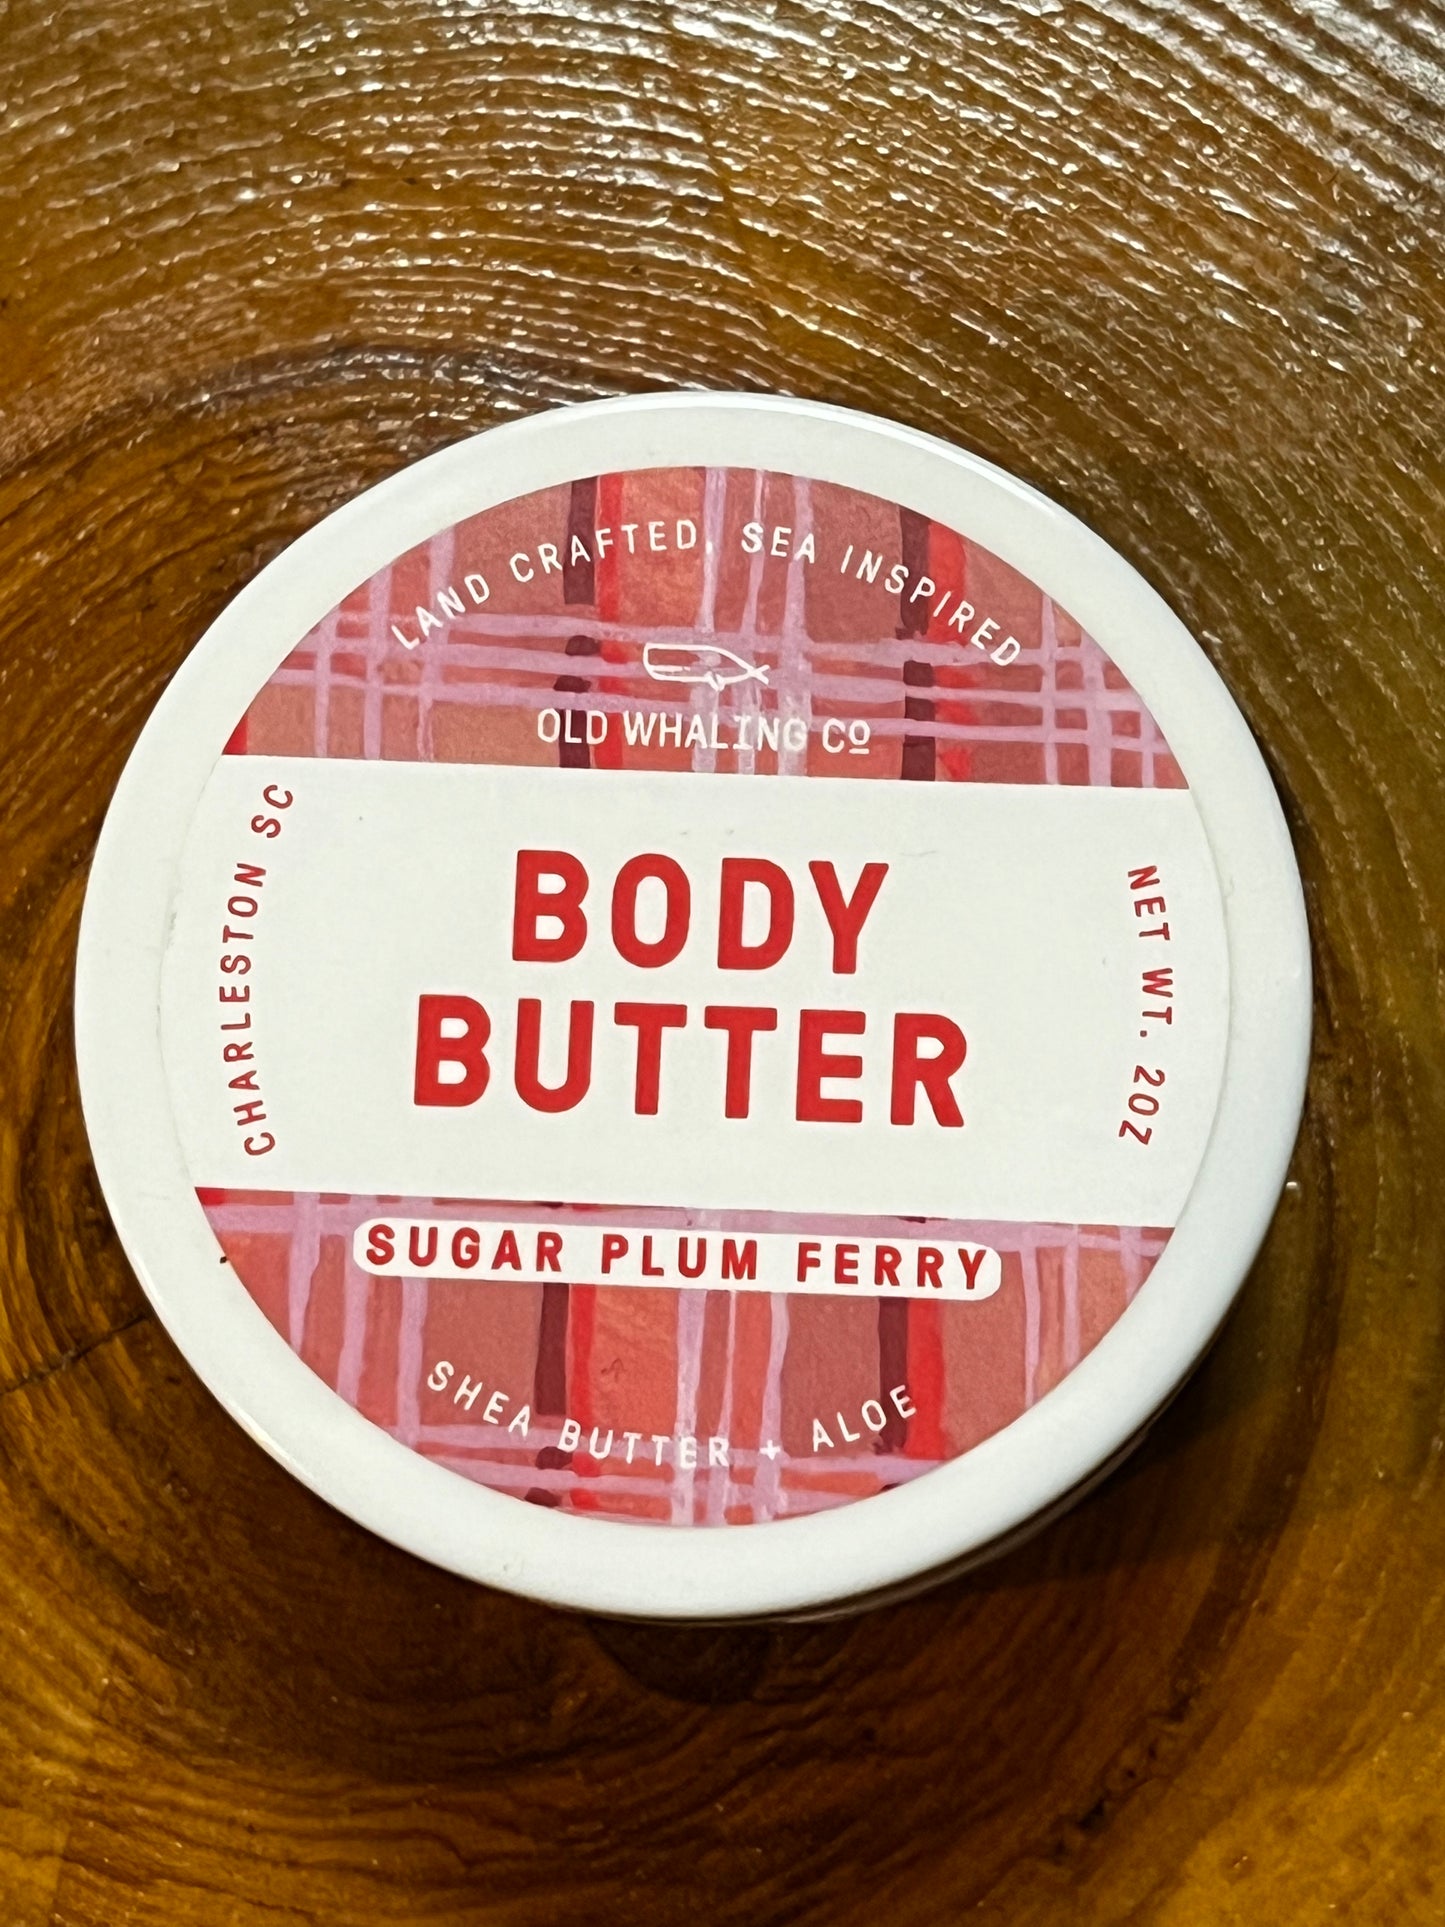 LAND CRAFTED, SEA INSPIRED
OLD WHALING Cº
CHARLESTON SC
BODY
BUTTER
NET WT. 2OZ
SUGAR PLUM FERRY
SHEA BUTTER + ALOE